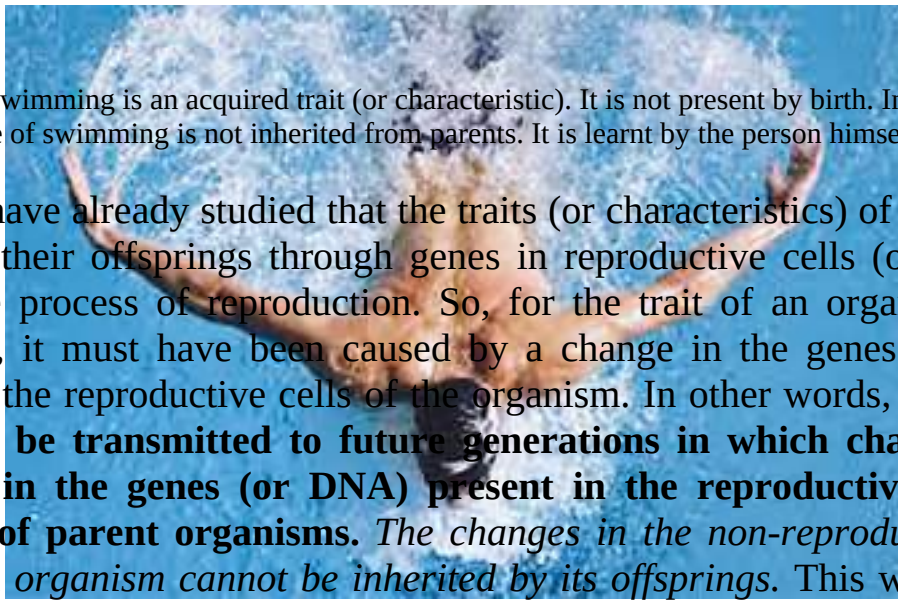 wimming is an acquired trait (or characteristic). It is not present by birth. In
of swimming is not inherited from parents. It is learnt by the person himse
have already studied that the traits (or characteristics) of
their offsprings through genes in reproductive cells (o
process of reproduction. So, for the trait of an orga
, it must have been caused by a change in the genes
the reproductive cells of the organism. In other words,
be transmitted to future generations in which cha
in the genes (or DNA) present in the reproductiv
of parent organisms. The changes in the non-reprodu
organism cannot be inherited by its offsprings. This w